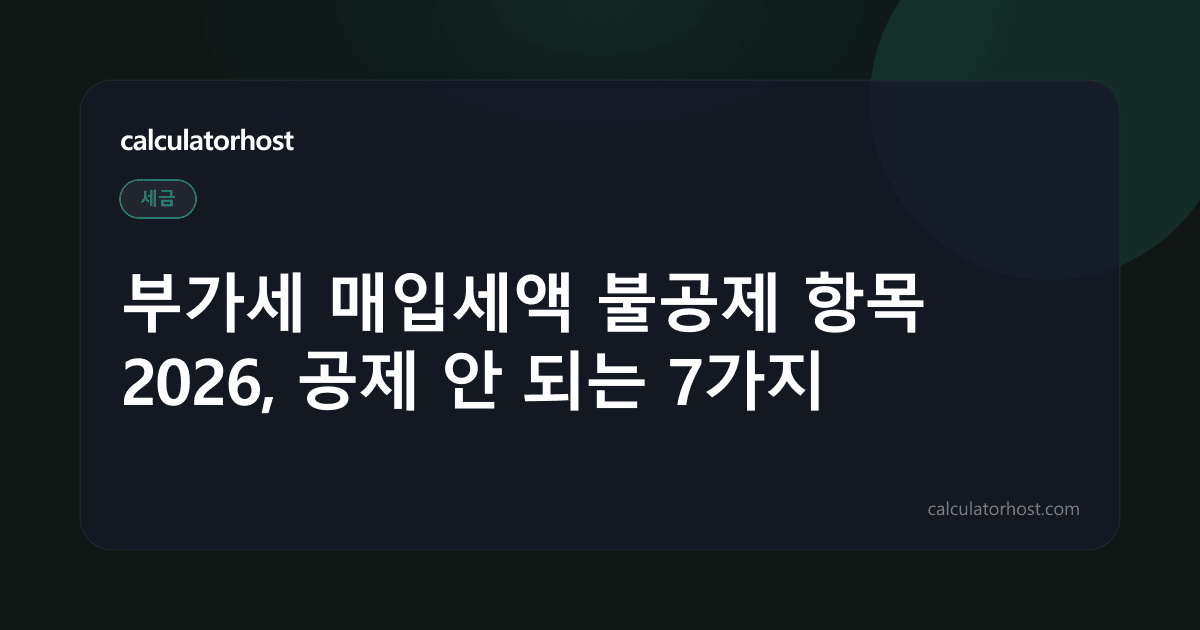 calculatorhost
세금
부가세 매입세액 불공제 항목
2026, 공제 안 되는 7가지
calculatorhost.com